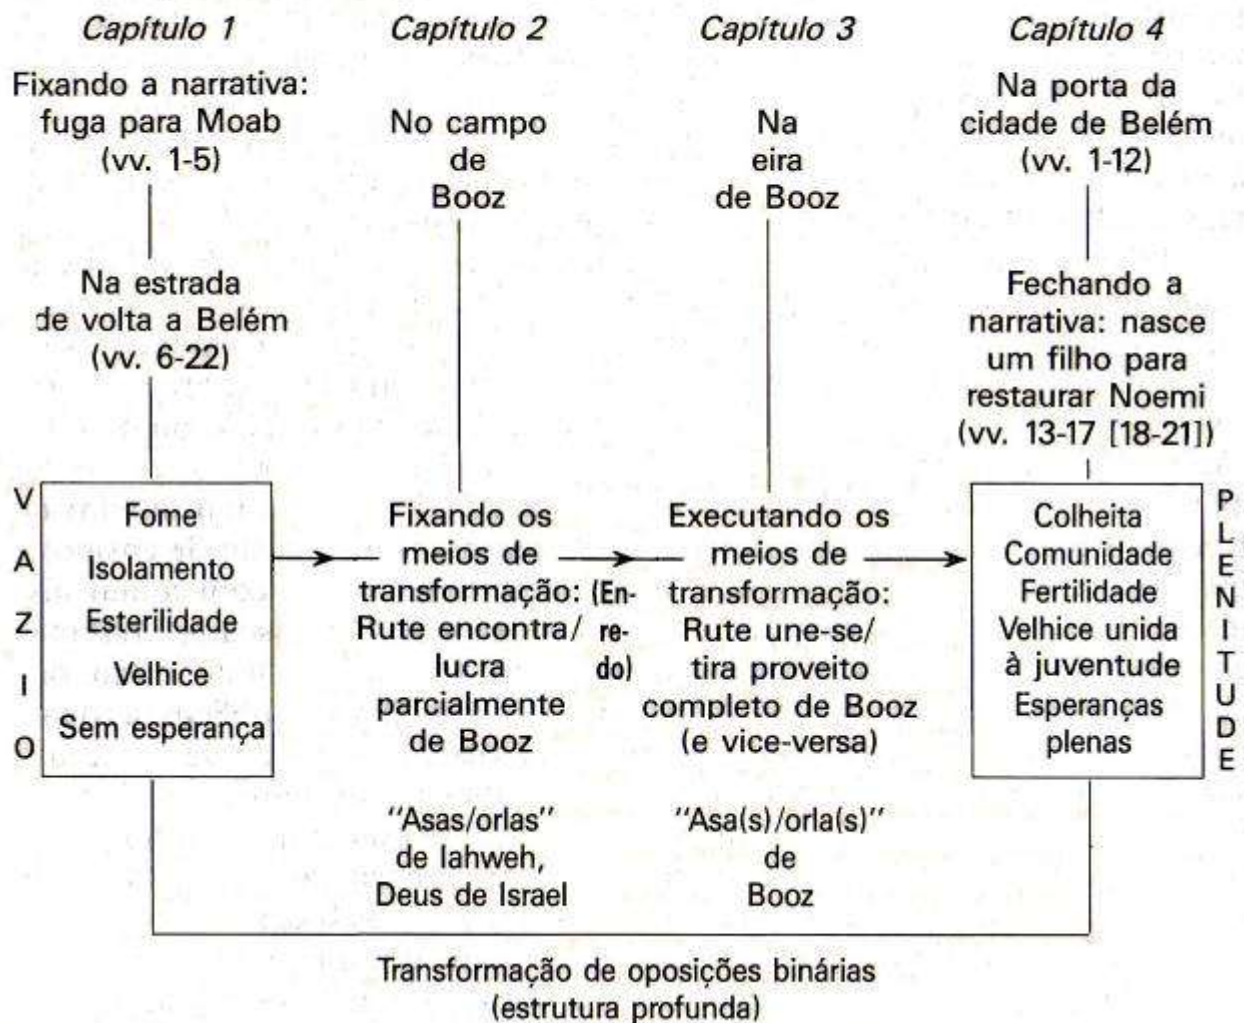 Capítulo 1
Capítulo 2
Capítulo 3
Capítulo 4
Fixando a narrativa:
fuga para Moab
(vv. 1-5)
No campo
de
Booz
Na
eira
de Booz
Na porta da
cidade de Belém
(vv. 1-12)
Na estrada
de volta a Belém
(vv. 6-22)
Fechando a
narrativa: nasce
um filho para
restaurar Noemi
(vv. 13-17 [18-21])
VAZIO
Fome
Isolamento
Esterilidade
Velhice
Sem esperança
Fixando os
meios de
transformação:
Rute encontra/
lucra
parcialmente
de Booz
(En-
re-
do)
Executando os
meios de
transformação:
Rute une-se/
tira proveito
completo de Booz
(e vice-versa)
Colheita
Comunidade
Fertilidade
Velhice unida
à juventude
Esperanças
plenas
PLENITUDE
"Asas/orlas"
de Iahweh,
Deus de Israel
"Asa(s)/orla(s)"
de
Booz
Transformação de oposições binárias
(estrutura profunda)